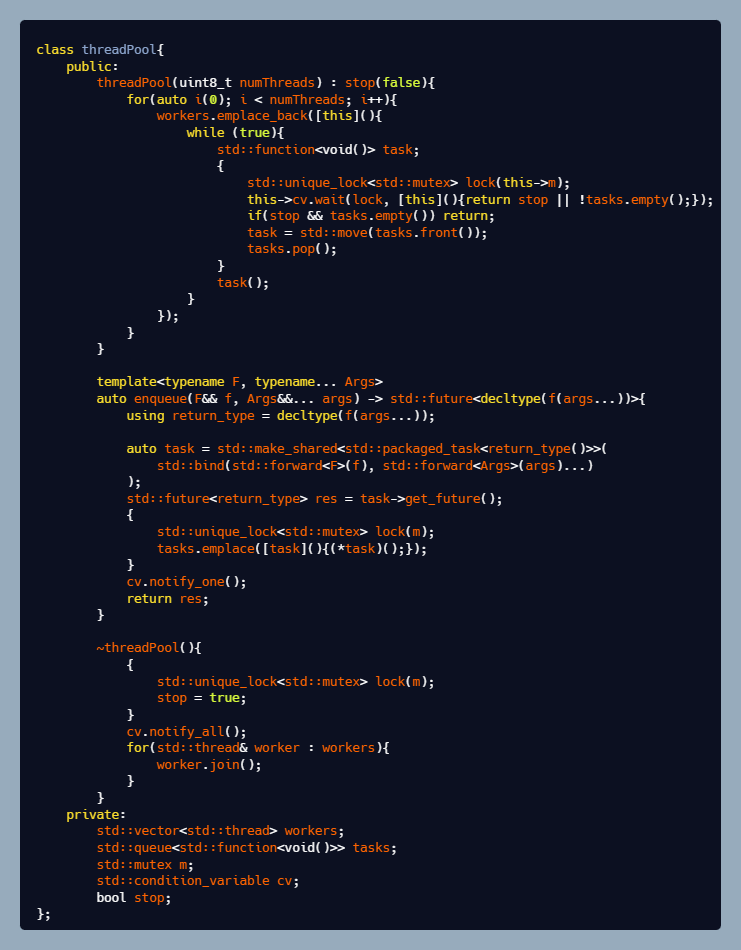 class threadPool{
    public:
        threadPool(uint8_t numThreads) : stop(false){
            for(auto i(0); i < numThreads; i++){
                workers.emplace_back([this](){
                    while (true){
                        std::function<void()> task;
                        {
                            std::unique_lock<std::mutex> lock(this->m);
                            this->cv.wait(lock, [this](){return stop || !tasks.empty();});
                            if(stop && tasks.empty()) return;
                            task = std::move(tasks.front());
                            tasks.pop();
                        }
                        task();
                    }
                });
            }
        }

        template<typename F, typename... Args>
        auto enqueue(F&& f, Args&&... args) -> std::future<decltype(f(args...))>{
            using return_type = decltype(f(args...));

            auto task = std::make_shared<std::packaged_task<return_type()>>(
                std::bind(std::forward<F>(f), std::forward<Args>(args)...)
            );
            std::future<return_type> res = task->get_future();
            {
                std::unique_lock<std::mutex> lock(m);
                tasks.emplace([task](){(*task)();});
            }
            cv.notify_one();
            return res;
        }

        ~threadPool(){
            {
                std::unique_lock<std::mutex> lock(m);
                stop = true;
            }
            cv.notify_all();
            for(std::thread& worker : workers){
                worker.join();
            }
        }
    private:
        std::vector<std::thread> workers;
        std::queue<std::function<void()>> tasks;
        std::mutex m;
        std::condition_variable cv;
        bool stop;
};